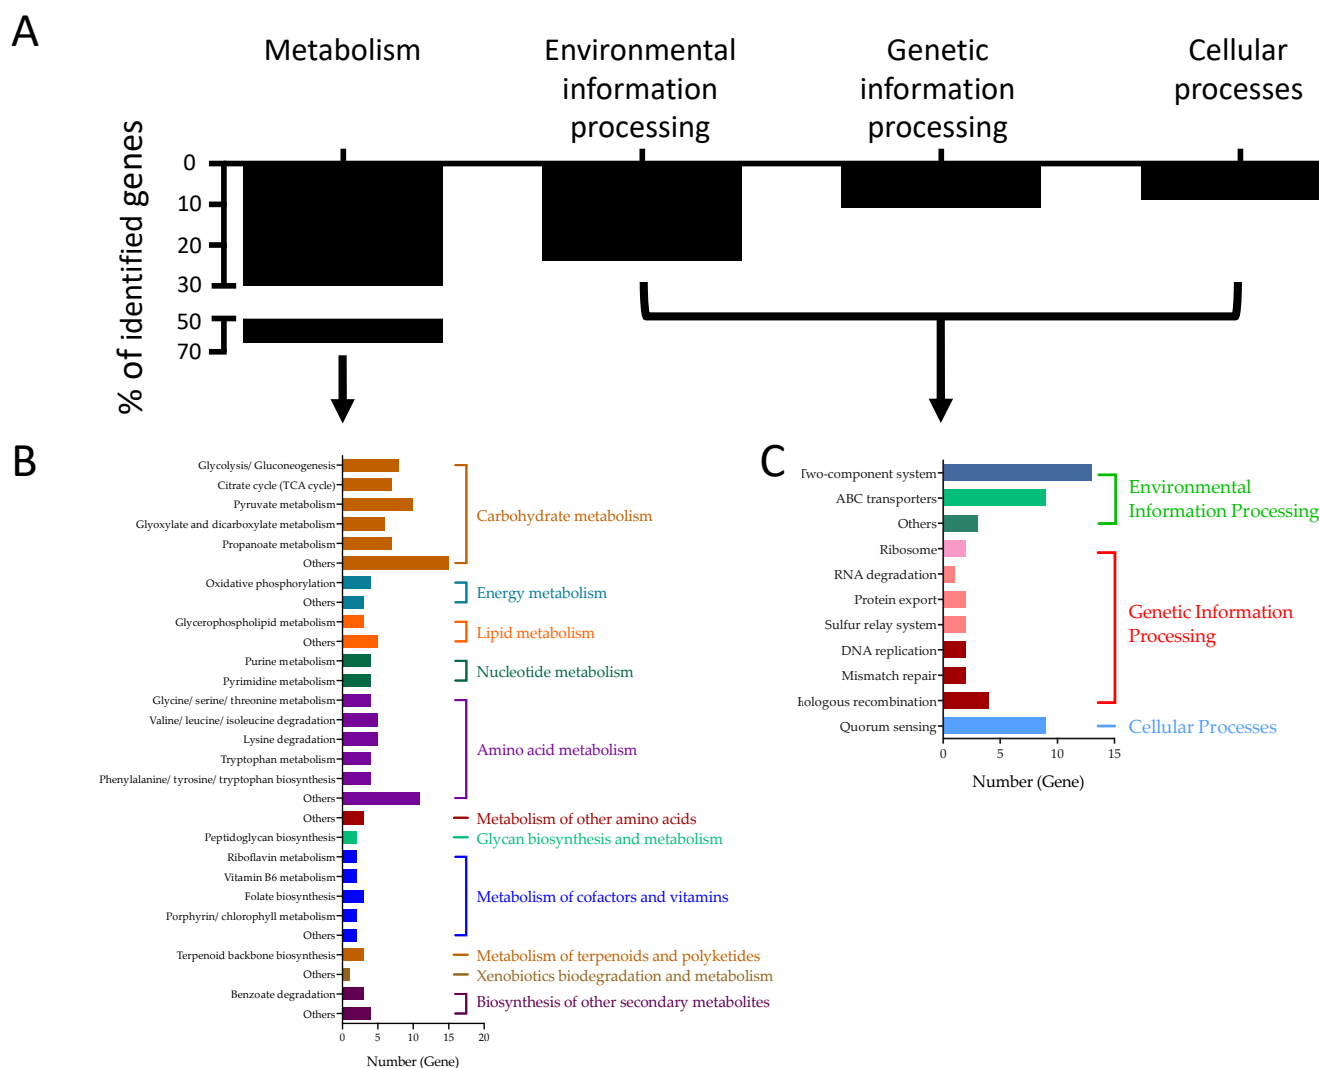 A
Metabolism
Environmental
information
processing
Genetic
information
processing
Cellular
processes
% of identified genes
0
10
20
30
50
70
B
Glycolysis/ Gluconeogenesis
Citrate cycle (TCA cycle)
Pyruvate metabolism
Glyoxylate and dicarboxylate metabolism
Propanoate metabolism
Others
Carbohydrate metabolism
Oxidative phosphorylation
Others
Energy metabolism
Glycerophospholipid metabolism
Others
Lipid metabolism
Purine metabolism
Pyrimidine metabolism
Nucleotide metabolism
Glycine/ serine/ threonine metabolism
Valine/ leucine/ isoleucine degradation
Lysine degradation
Tryptophan metabolism
Phenylalanine/ tyrosine/ tryptophan biosynthesis
Others
Amino acid metabolism
Others
Metabolism of other amino acids
Peptidoglycan biosynthesis
Glycan biosynthesis and metabolism
Riboflavin metabolism
Vitamin B6 metabolism
Folate biosynthesis
Porphyrin/ chlorophyll metabolism
Others
Metabolism of cofactors and vitamins
Terpenoid backbone biosynthesis
Metabolism of terpenoids and polyketides
Others
Xenobiotics biodegradation and metabolism
Benzoate degradation
Others
Biosynthesis of other secondary metabolites
0 5 10 15 20
Number (Gene)
C
Two-component system
ABC transporters
Others
Environmental
Information Processing
Ribosome
RNA degradation
Protein export
Sulfur relay system
DNA replication
Mismatch repair
recombination
Genetic Information
Processing
Quorum sensing
Cellular Processes
0 5 10 15
Number (Gene)